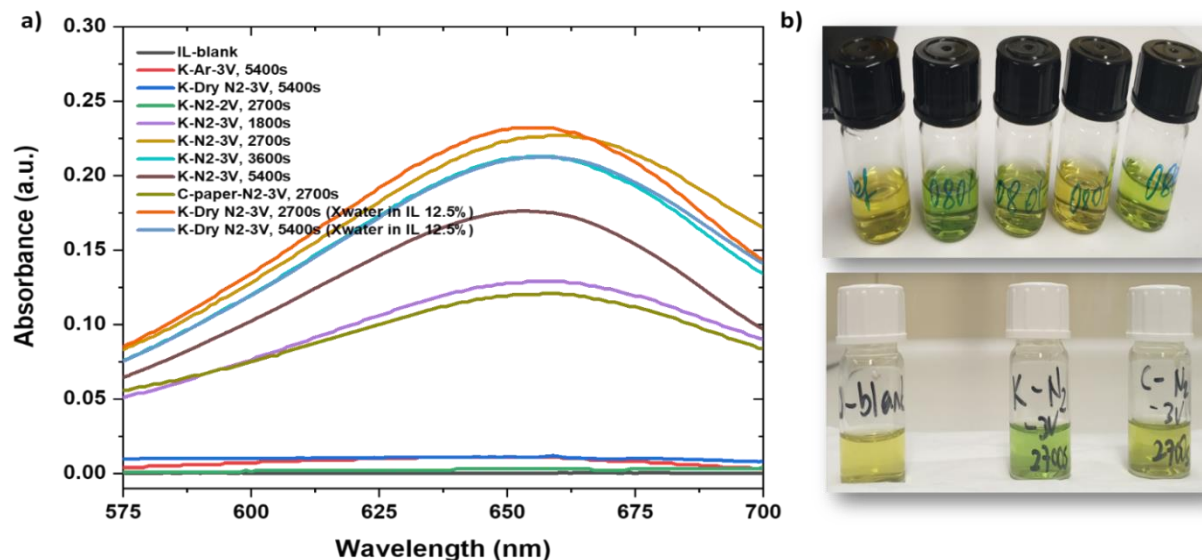 a)
b)
0.30
0.25
0.20
0.15
0.10
0.05
0.00
Absorbance (a.u.)
IL-blank
K-Ar-3V, 5400s
K-Dry N2-3V, 5400s
K-N2-2V, 2700s
K-N2-3V, 1800s
K-N2-3V, 2700s
K-N2-3V, 3600s
K-N2-3V, 5400s
C-paper-N2-3V, 2700s
K-Dry N2-3V, 2700s (Xwater in IL 12.5%)
K-Dry N2-3V, 5400s (Xwater in IL 12.5%)
575
600
625
650
675
700
Wavelength (nm)
-blank
K-N2
-3V
2700s
C-N2
-3V